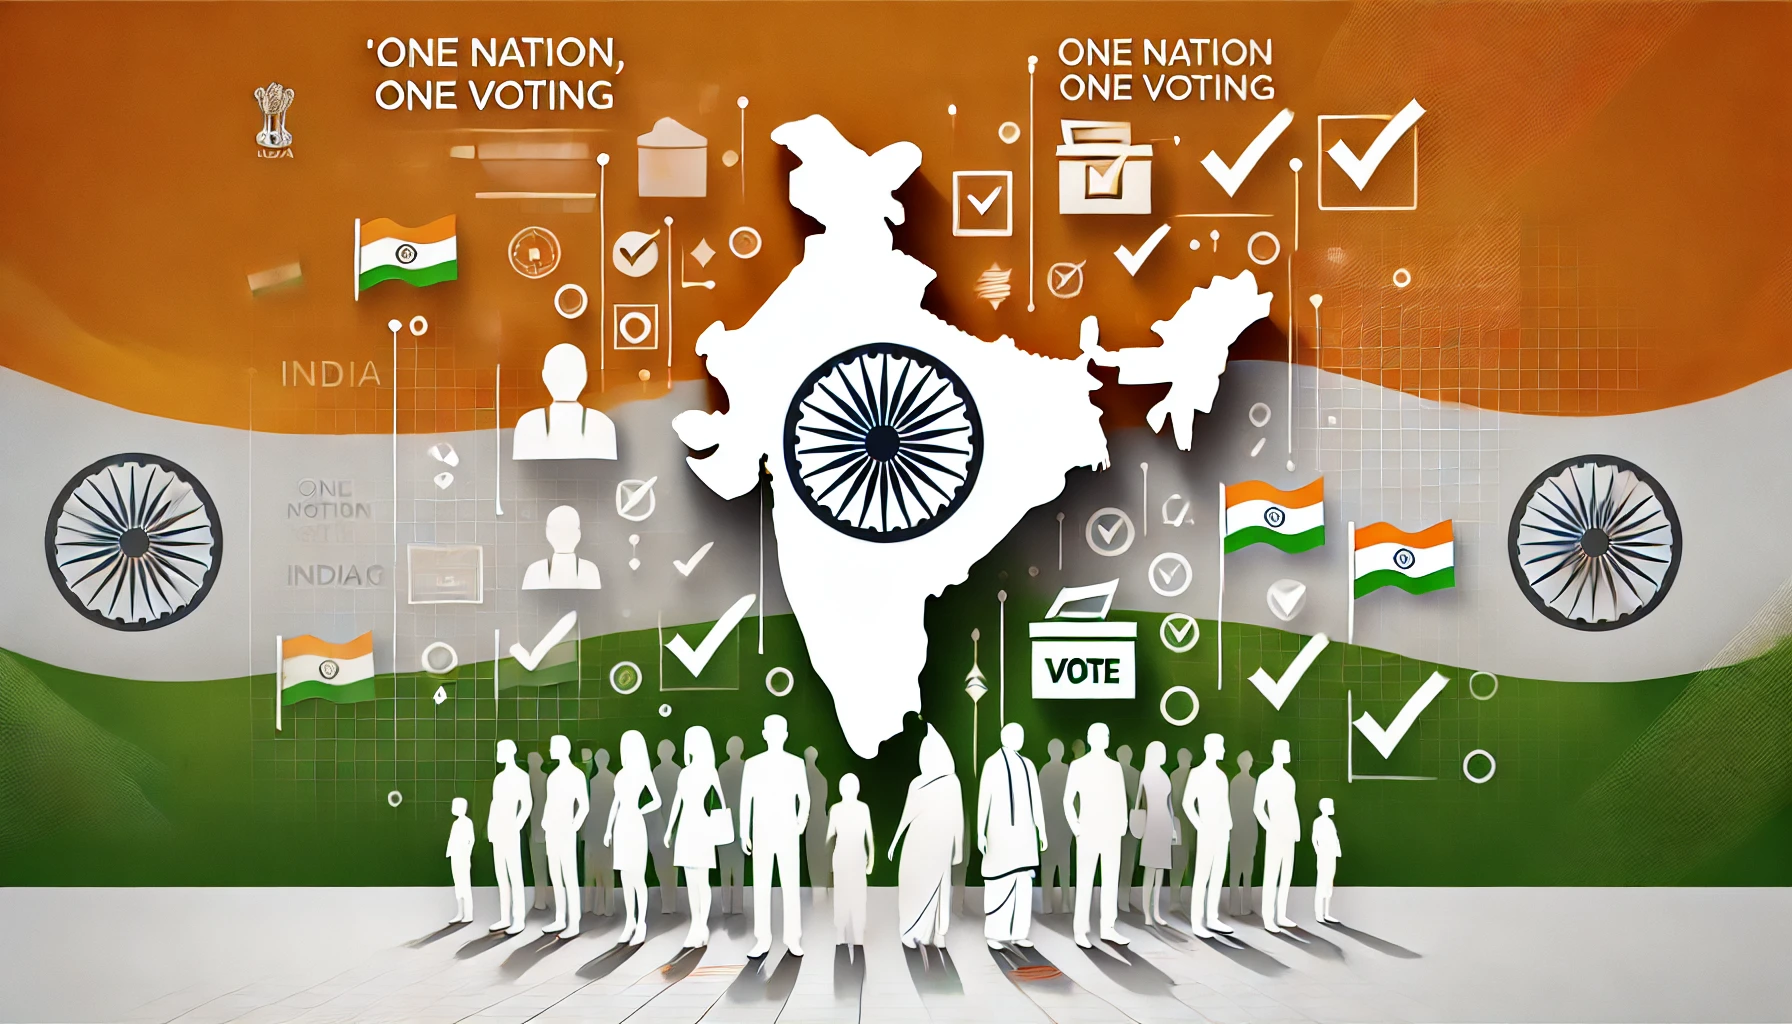 'ONE NATION,
ONE VOTING
ONE NATION
ONE VOTING
INDIA
ONE
NOTION
INDIAG
VOTE